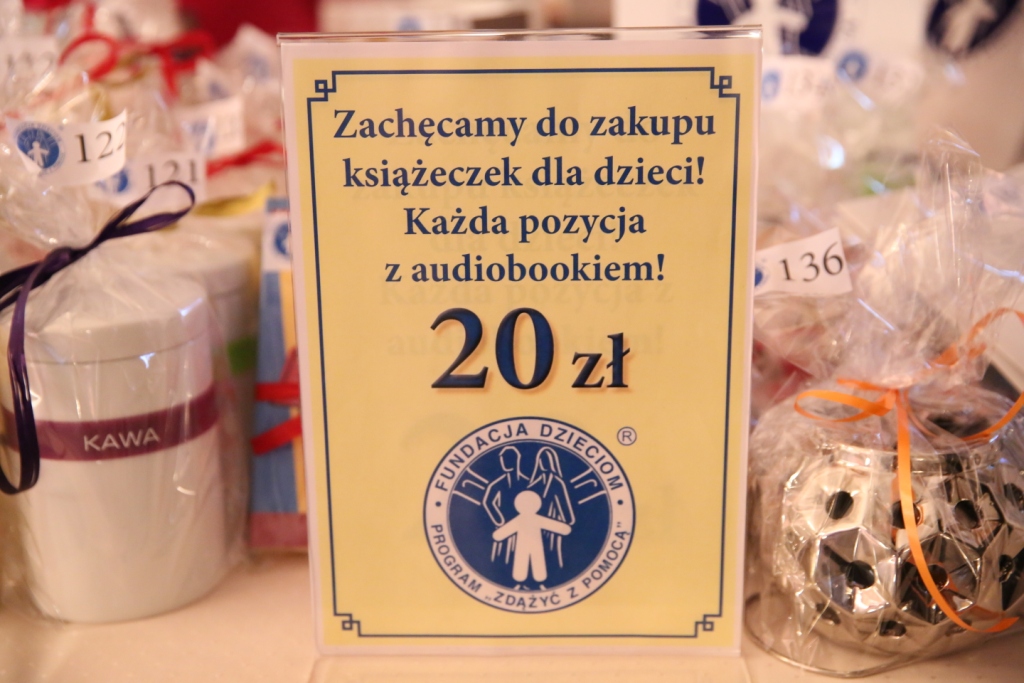 Zachęcamy do zakupu
książeczek dla dzieci!
Każda pozycja
z audiobookiem!
20 zł
FUNDACJA DZIECIOM
®
PROGRAM „ZDĄŻYĆ Z POMOCĄ”
122
121
KAWA
136